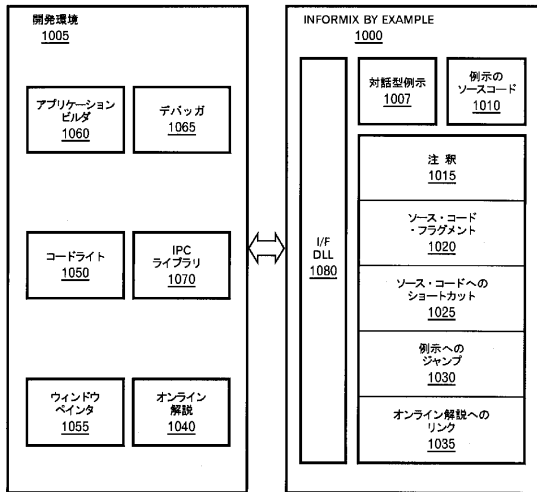 開発環境
1005
アプリケーション
ビルダ
1060
デバッガ
1065
コードライト
1050
IPC
ライブラリ
1070
ウィンドウ
ペインタ
1055
オンライン
解説
1040
INFORMIX BY EXAMPLE
1000
I/F
DLL
1080
対話型例示
1007
例示の
ソースコード
1010
注 釈
1015
ソース・コード
・フラグメント
1020
ソース・コードへの
ショートカット
1025
例示への
ジャンプ
1030
オンライン解説への
リンク
1035